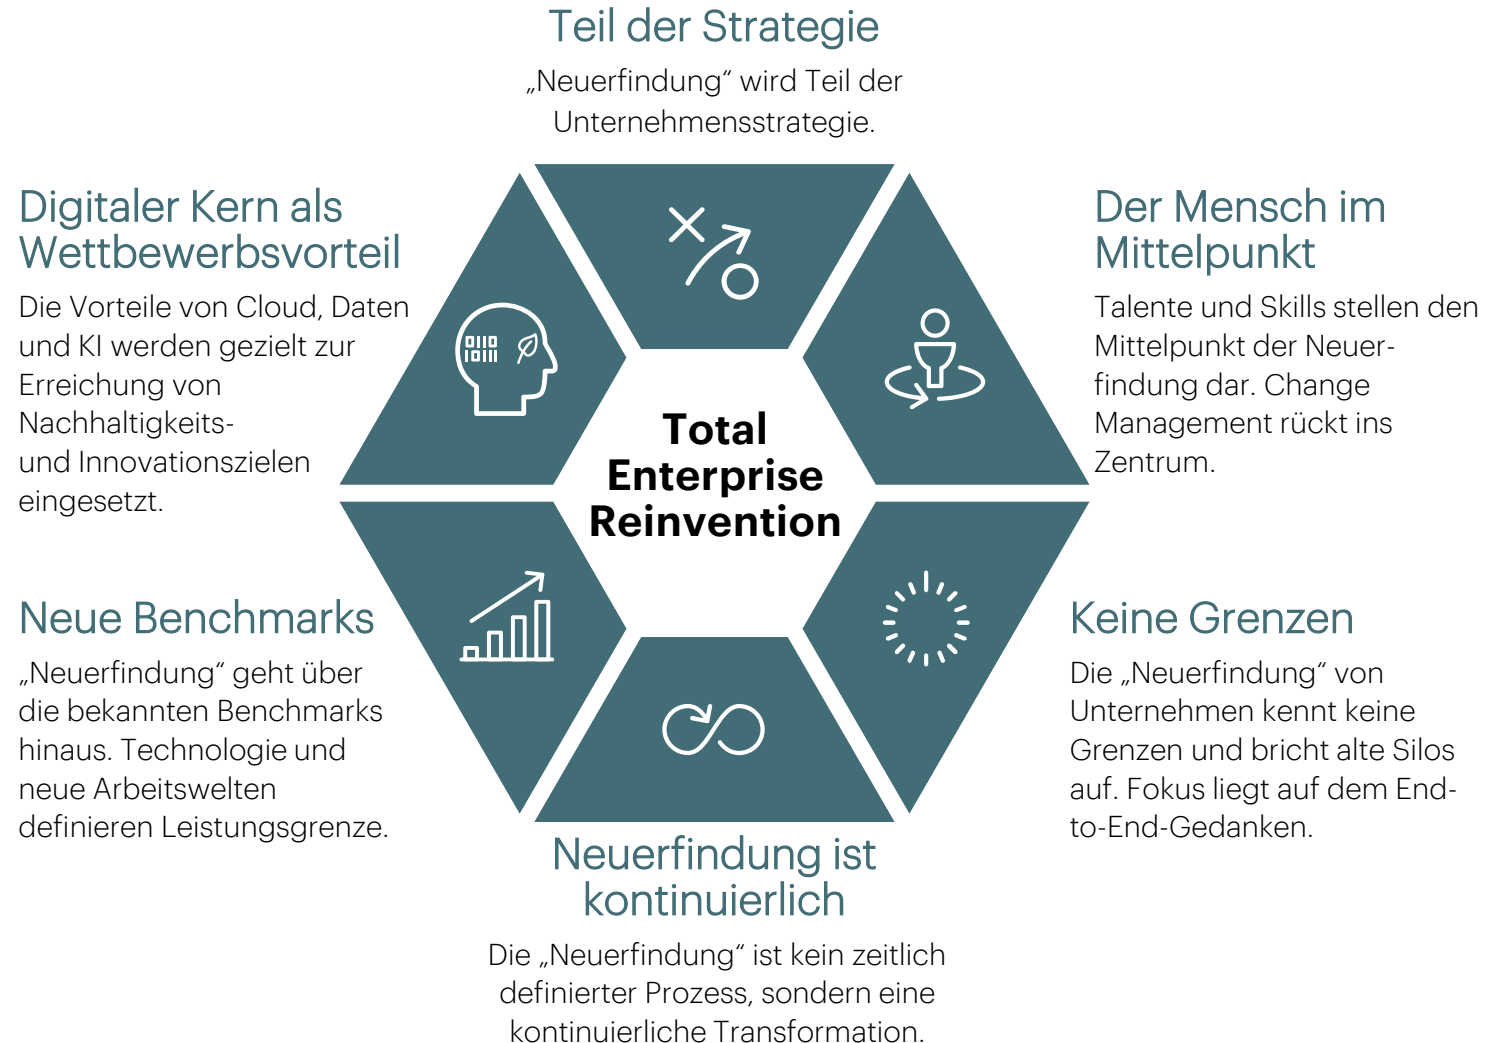 Teil der Strategie
„Neuerfindung“ wird Teil der
Unternehmensstrategie.
Digitaler Kern als
Wettbewerbsvorteil
Die Vorteile von Cloud, Daten
und KI werden gezielt zur
Erreichung von
Nachhaltigkeits-
und Innovationszielen
eingesetzt.
Der Mensch im
Mittelpunkt
Talente und Skills stellen den
Mittelpunkt der Neuer-
findung dar. Change
Management rückt ins
Zentrum.
0110
10111
Total
Enterprise
Reinvention
Neue Benchmarks
„Neuerfindung“ geht über
die bekannten Benchmarks
hinaus. Technologie und
neue Arbeitswelten
definieren Leistungsgrenze.
Keine Grenzen
Die „Neuerfindung“ von
Unternehmen kennt keine
Grenzen und bricht alte Silos
auf. Fokus liegt auf dem End-
to-End-Gedanken.
Neuerfindung ist
kontinuierlich
Die „Neuerfindung“ ist kein zeitlich
definierter Prozess, sondern eine
kontinuierliche Transformation.